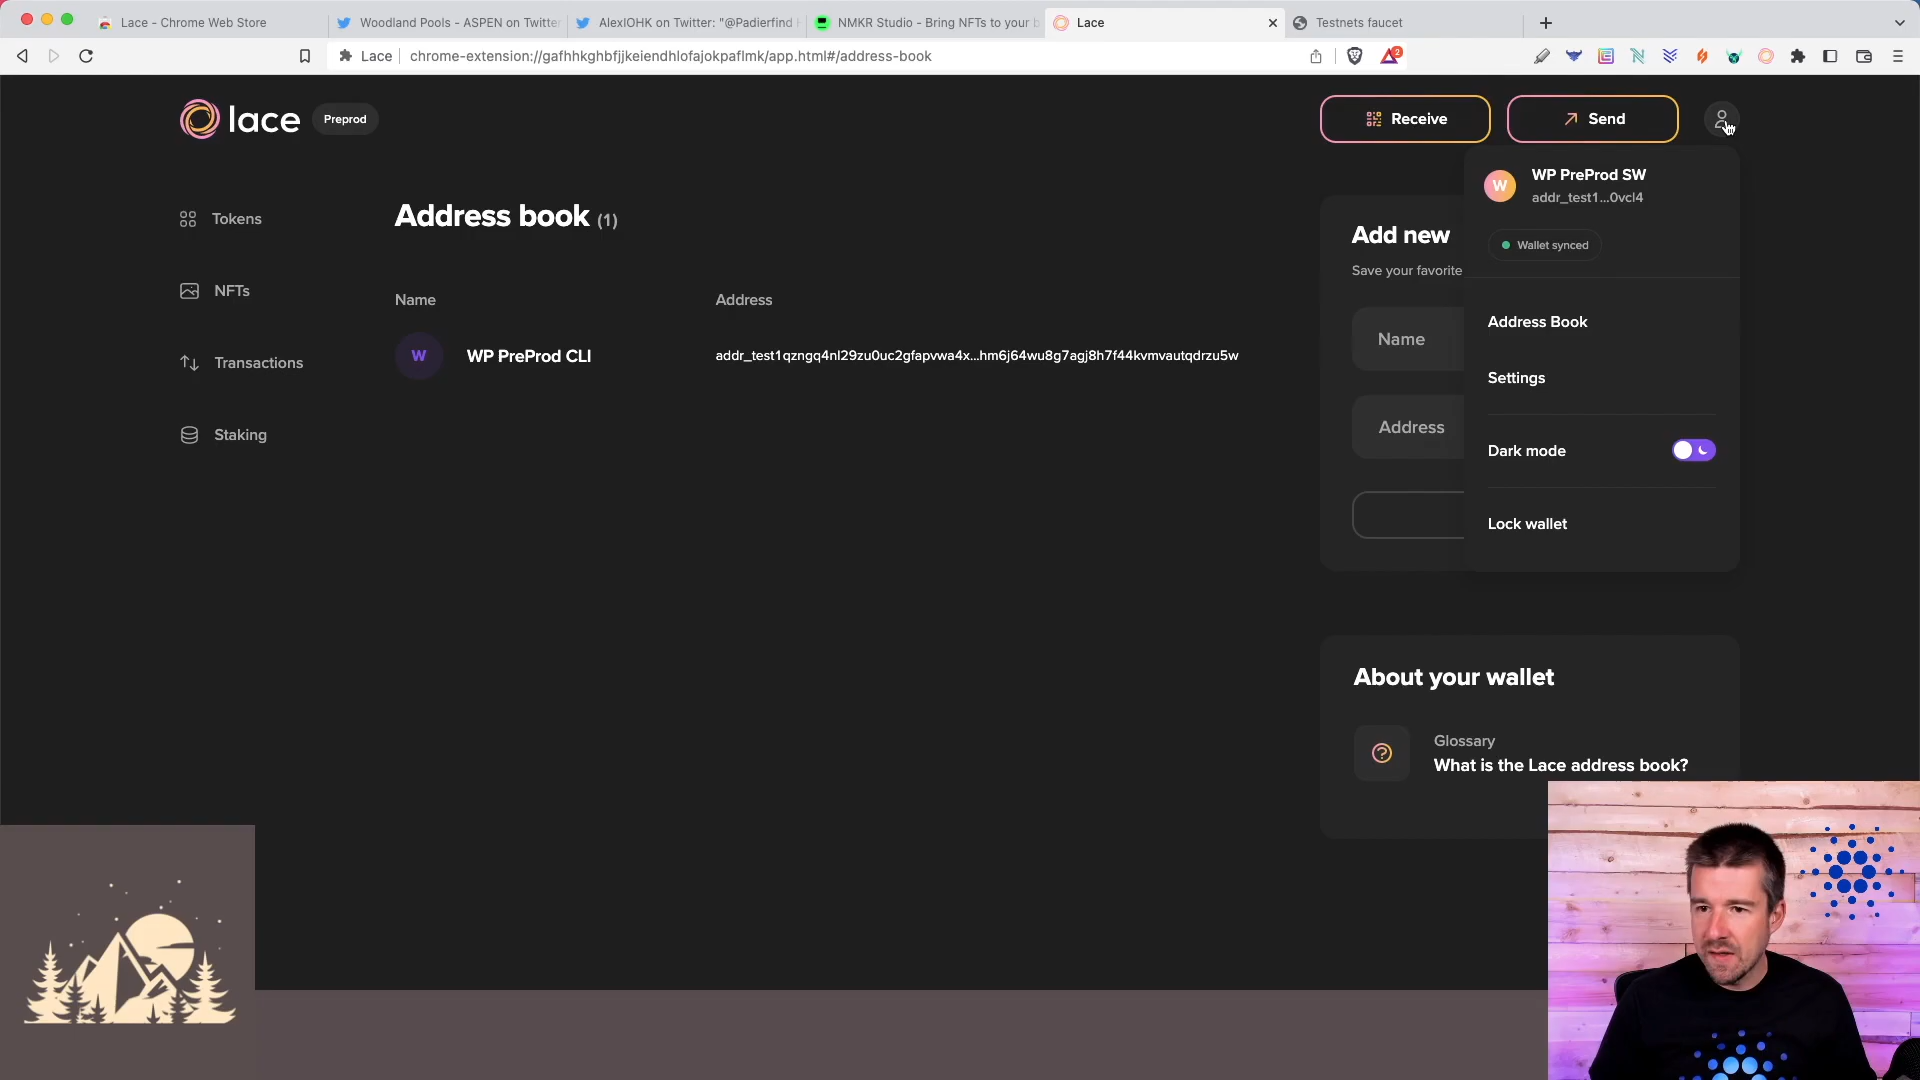 Lace - Chrome Web Store
Woodland Pools - ASPEN on Twitter
AlexIOHK on Twitter: "@Padierfind
NMKR Studio - Bring NFTs to your b
Lace
Testnets faucet
Lace
chrome-extension://gafhhkghbfjjkeiendhlofajokpaflmk/app.html#/address-book
2
lace
Preprod
Receive
Send
Tokens
NFTs
Transactions
Staking
Address book (1)
Name
Address
W
WP PreProd CLI
addr_test1qzngq4nl29zu0uc2gfapvwa4x...hm6j64wu8g7agj8h7f44kvmvautqdrzu5w
Add new
Save your favorite
Name
Address
W
WP PreProd SW
addr_test1...0vcl4
Wallet synced
Address Book
Settings
Dark mode
Lock wallet
About your wallet
Glossary
What is the Lace address book?